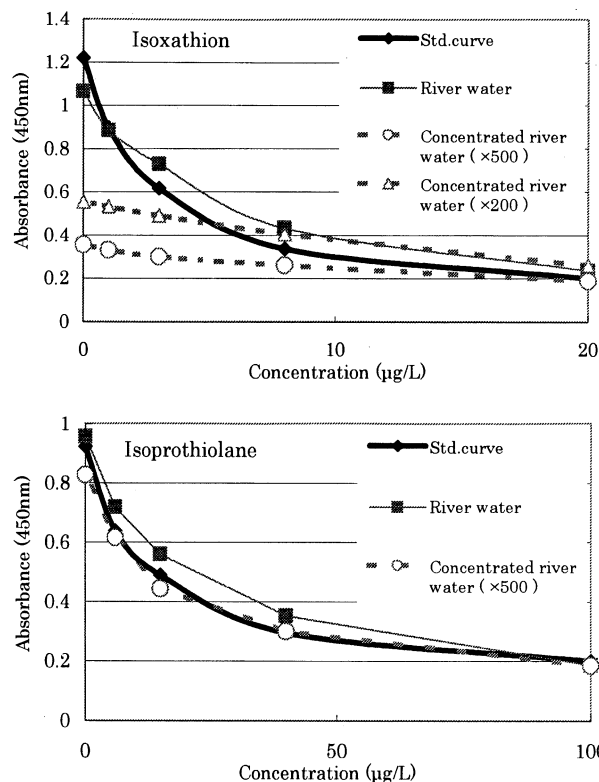 Isoxathion
Absorbance (450nm)
1.4
1.2
1
0.8
0.6
0.4
0.2
0
0
10
20
Concentration (µg/L)
Std.curve
River water
Concentrated river
water ( ×500)
Concentrated river
water ( ×200)
Isoprothiolane
Absorbance (450nm)
1
0.8
0.6
0.4
0.2
0
0
50
100
Concentration (µg/L)
Std.curve
River water
Concentrated river
water ( ×500)